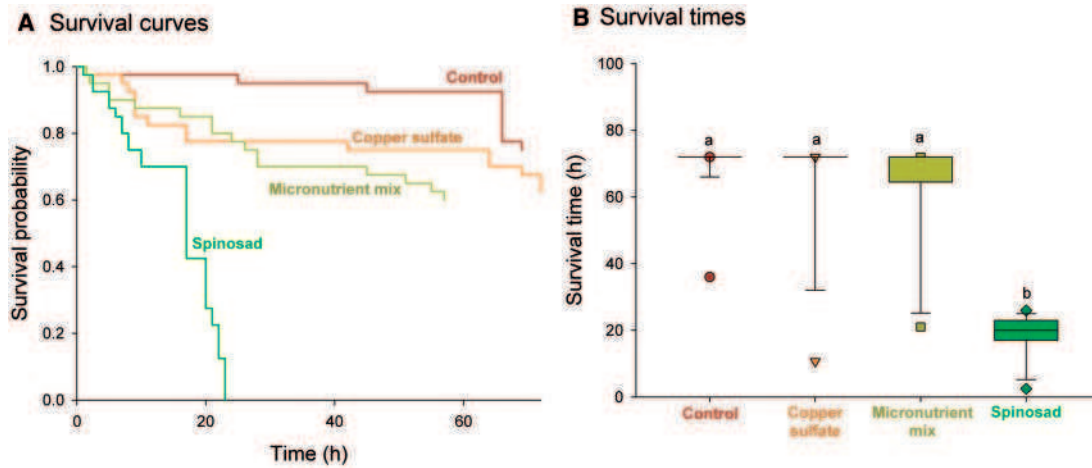 A Survival curves
1.0
0.8
0.6
0.4
0.2
0.0
Survival probability
0
20
40
60
Time (h)
Control
Copper sulfate
Micronutrient mix
Spinosad
B Survival times
100
80
60
40
20
0
Survival time (h)
a
a
a
b
Control
Copper
sulfate
Micronutrient
mix
Spinosad